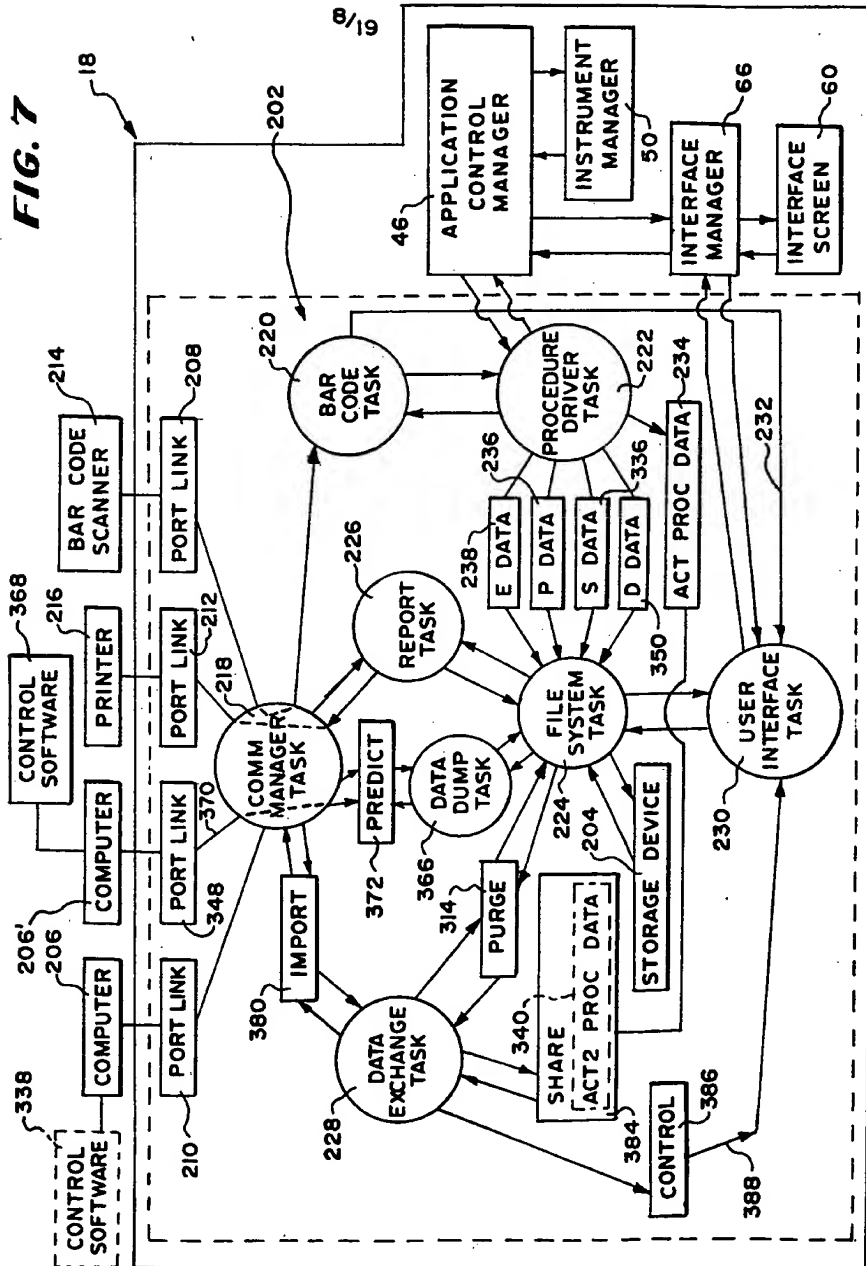 FIG. 7
8/19
18
202
338
CONTROL
SOFTWARE
206
COMPUTER
206'
COMPUTER
368
CONTROL
SOFTWARE
216
PRINTER
214
BAR CODE
SCANNER
210
PORT LINK
348
PORT LINK
370
212
PORT LINK
208
PORT LINK
218
COMM
MANAGER
TASK
220
BAR
CODE
TASK
226
REPORT
TASK
380
IMPORT
372
PREDICT
366
DATA
DUMP
TASK
228
DATA
EXCHANGE
TASK
314
PURGE
224
FILE
SYSTEM
TASK
238
E DATA
236
P DATA
336
S DATA
350
D DATA
222
PROCEDURE
DRIVER
TASK
234
ACT PROC DATA
384
SHARE
340
ACT2 PROC DATA
204
STORAGE DEVICE
386
CONTROL
388
230
USER
INTERFACE
TASK
232
46
APPLICATION
CONTROL
MANAGER
50
INSTRUMENT
MANAGER
66
INTERFACE
MANAGER
60
INTERFACE
SCREEN